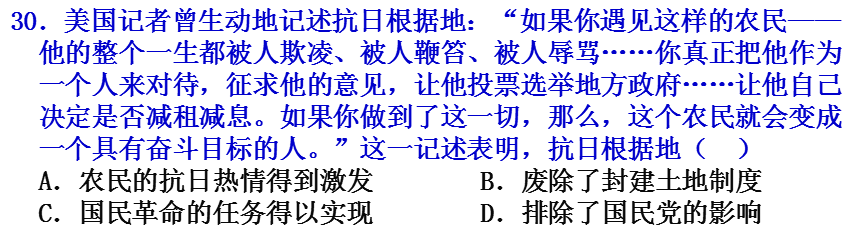 30．美国记者曾生动地记述抗日根据地：“如果你遇见这样的农民——
他的整个一生都被人欺凌、被人鞭笞、被人辱骂……你真正把他作为
一个人来对待，征求他的意见，让他投票选举地方政府……让他自己
决定是否减租减息。如果你做到了这一切，那么，这个农民就会变成
一个具有奋斗目标的人。”这一记述表明，抗日根据地（ ）
A．农民的抗日热情得到激发 B．废除了封建土地制度
C．国民革命的任务得以实现 D．排除了国民党的影响